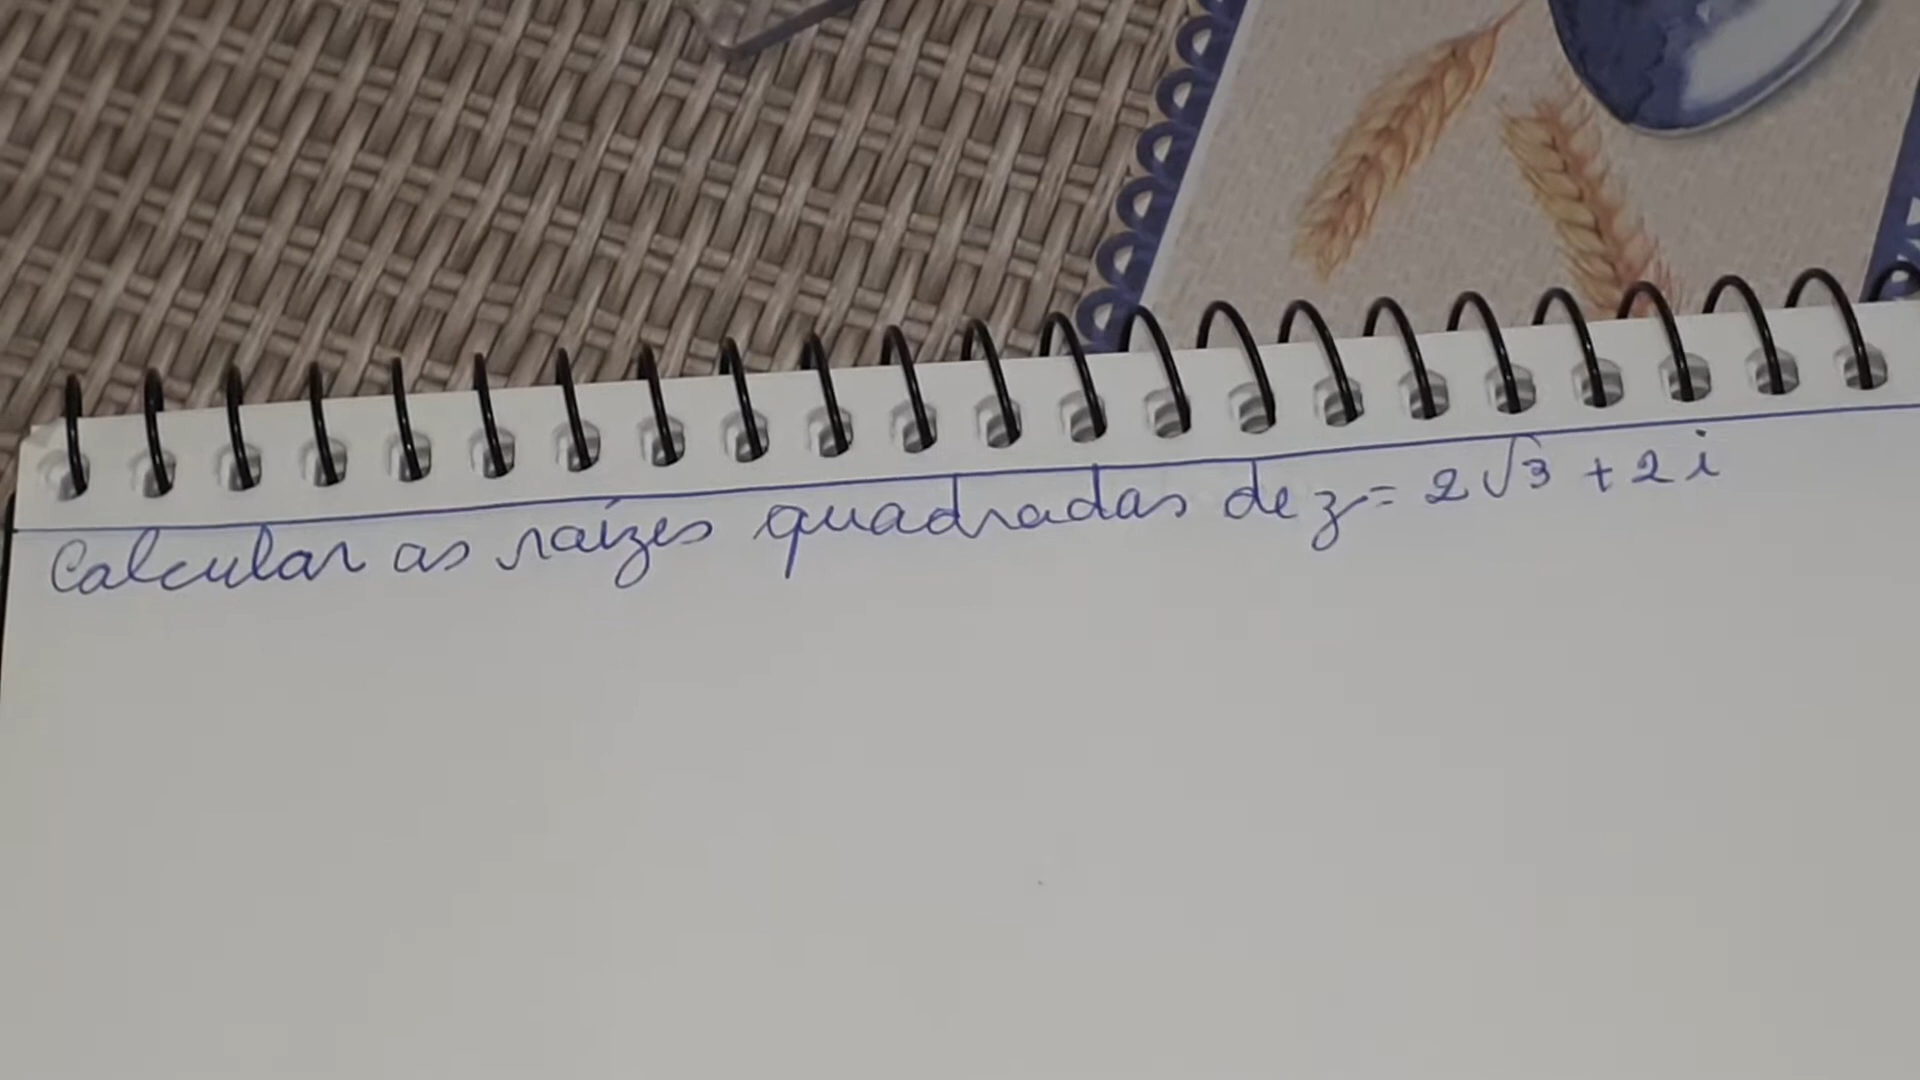 Calcular as raízes quadradas de z = 2√3 + 2i